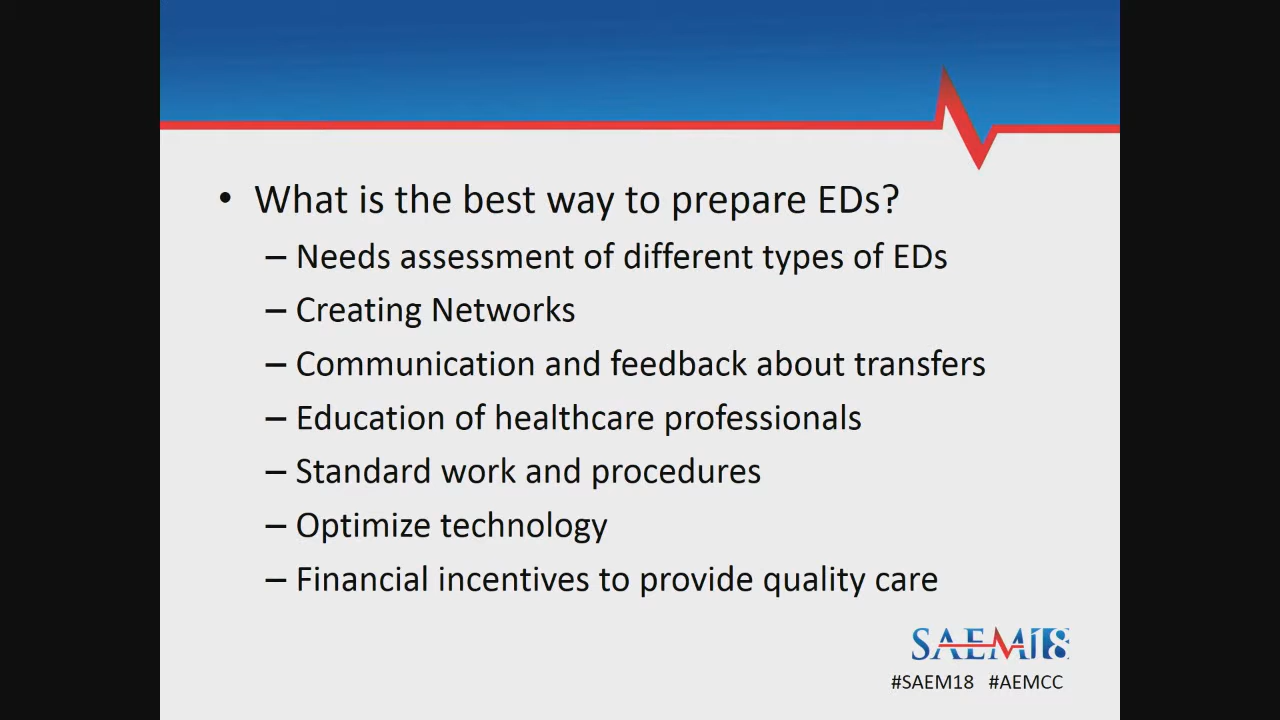 • What is the best way to prepare EDs?
– Needs assessment of different types of EDs
– Creating Networks
– Communication and feedback about transfers
– Education of healthcare professionals
– Standard work and procedures
– Optimize technology
– Financial incentives to provide quality care
SAEM18
#SAEM18 #AEMCC